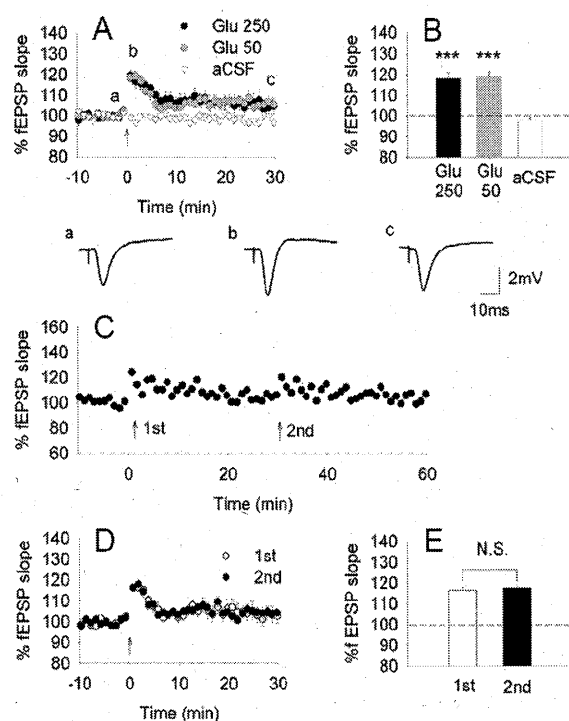 A
Glu 250
Glu 50
aCSF
% fEPSP slope
140
130
120
110
100
90
80
a
b
c
-10 0 10 20 30
Time (min)
B
% fEPSP slope
140
130
120
110
100
90
80
*** ***
Glu 250
Glu 50
aCSF
a
b
c
2mV
10ms
C
% fEPSP slope
160
140
120
100
80
60
1st
2nd
0 20 40 60
Time (min)
D
1st
2nd
% fEPSP slope
140
130
120
110
100
90
80
-10 0 10 20 30
Time (min)
E
%f EPSP slope
140
130
120
110
100
90
80
N.S.
1st 2nd